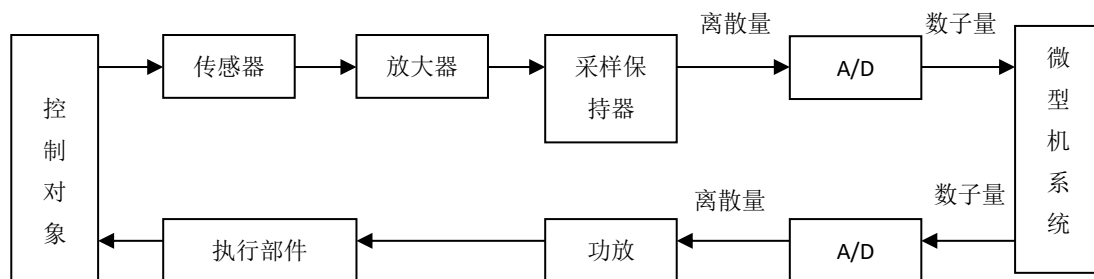 控制对象
传感器
放大器
采样保
持器
离散量
A/D
数子量
微型机系统
执行部件
功放
离散量
A/D
数子量